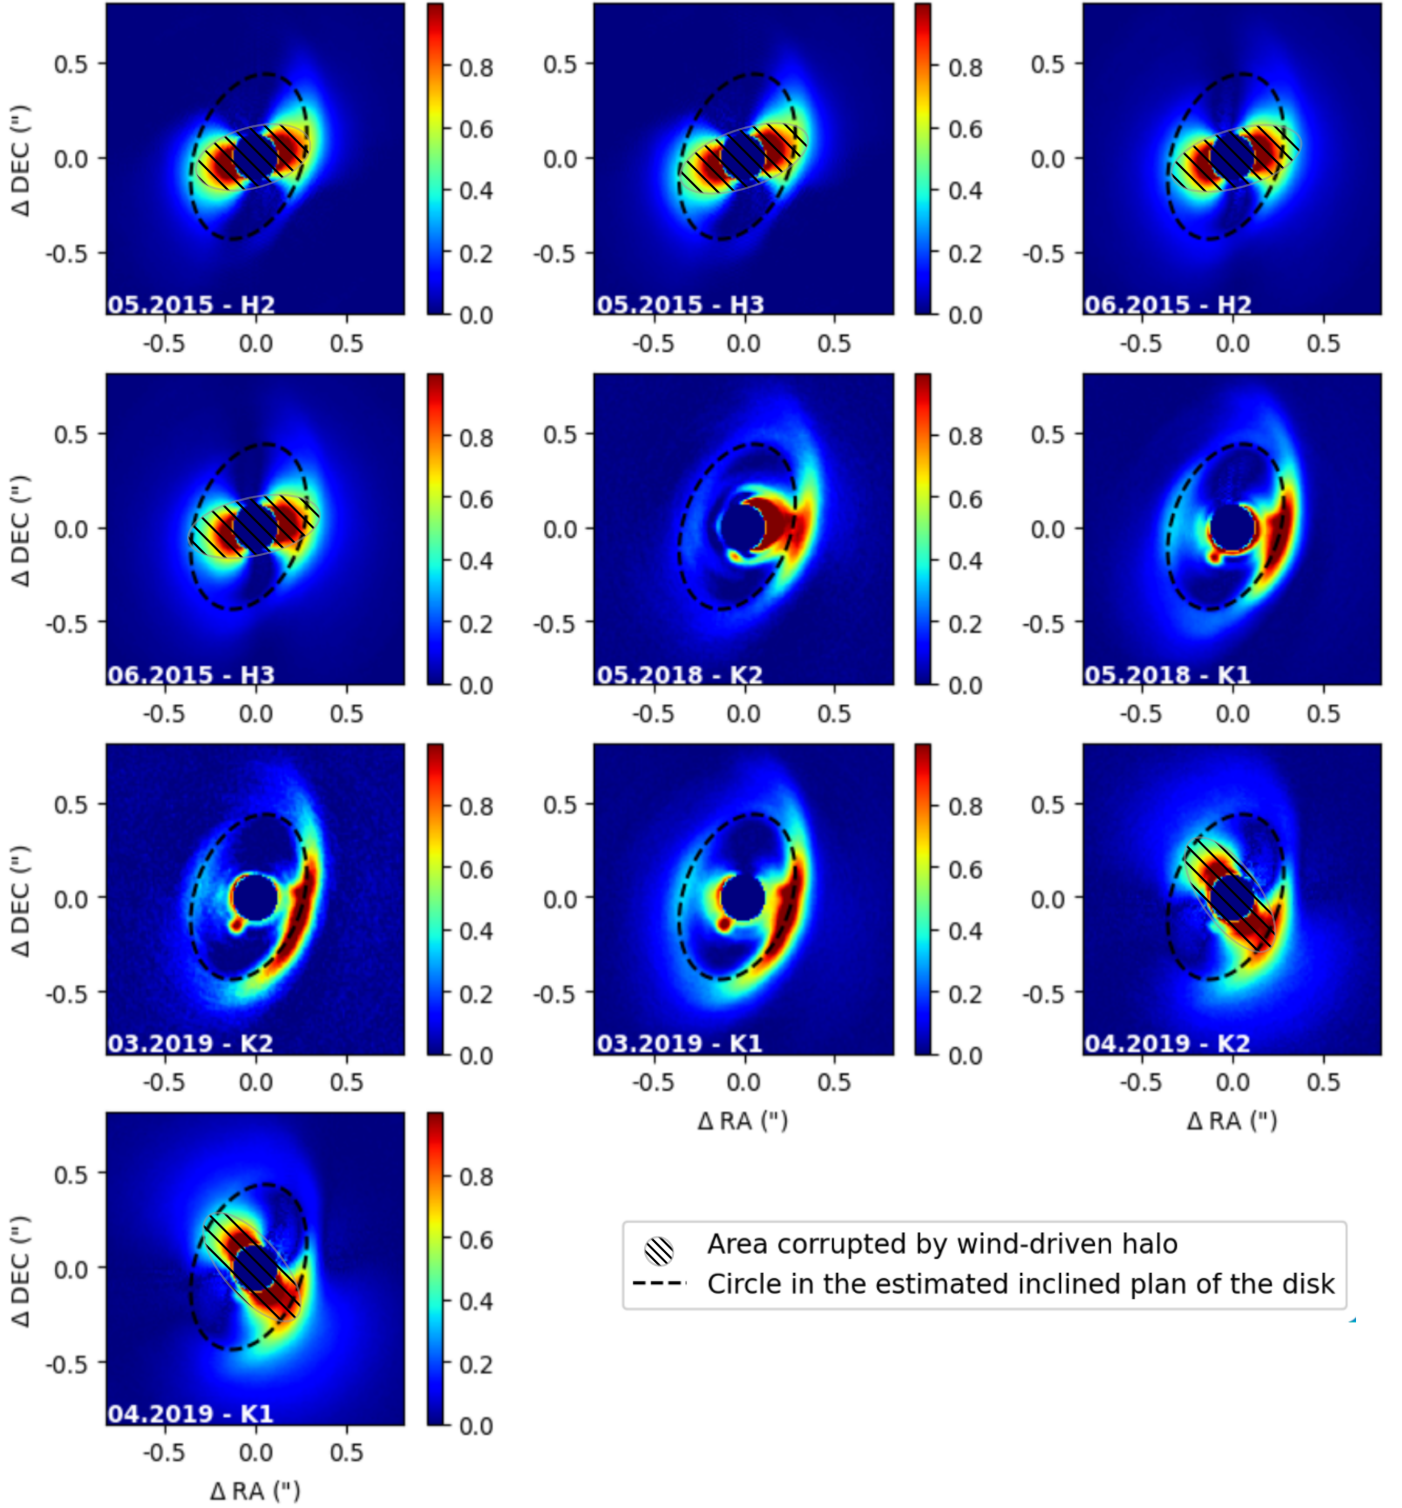 0.5
0.0
-0.5
Δ DEC (")
05.2015 - H2
-0.5 0.0 0.5
0.8
0.6
0.4
0.2
0.0
0.5
0.0
-0.5
05.2015 - H3
-0.5 0.0 0.5
0.8
0.6
0.4
0.2
0.0
0.5
0.0
-0.5
06.2015 - H2
-0.5 0.0 0.5
0.5
0.0
-0.5
Δ DEC (")
06.2015 - H3
-0.5 0.0 0.5
0.8
0.6
0.4
0.2
0.0
0.5
0.0
-0.5
05.2018 - K2
-0.5 0.0 0.5
0.8
0.6
0.4
0.2
0.0
0.5
0.0
-0.5
05.2018 - K1
-0.5 0.0 0.5
0.5
0.0
-0.5
Δ DEC (")
03.2019 - K2
-0.5 0.0 0.5
0.8
0.6
0.4
0.2
0.0
0.5
0.0
-0.5
03.2019 - K1
-0.5 0.0 0.5
Δ RA (")
0.8
0.6
0.4
0.2
0.0
0.5
0.0
-0.5
04.2019 - K2
-0.5 0.0 0.5
Δ RA (")
0.5
0.0
-0.5
Δ DEC (")
04.2019 - K1
-0.5 0.0 0.5
Δ RA (")
0.8
0.6
0.4
0.2
0.0
Area corrupted by wind-driven halo
Circle in the estimated inclined plan of the disk